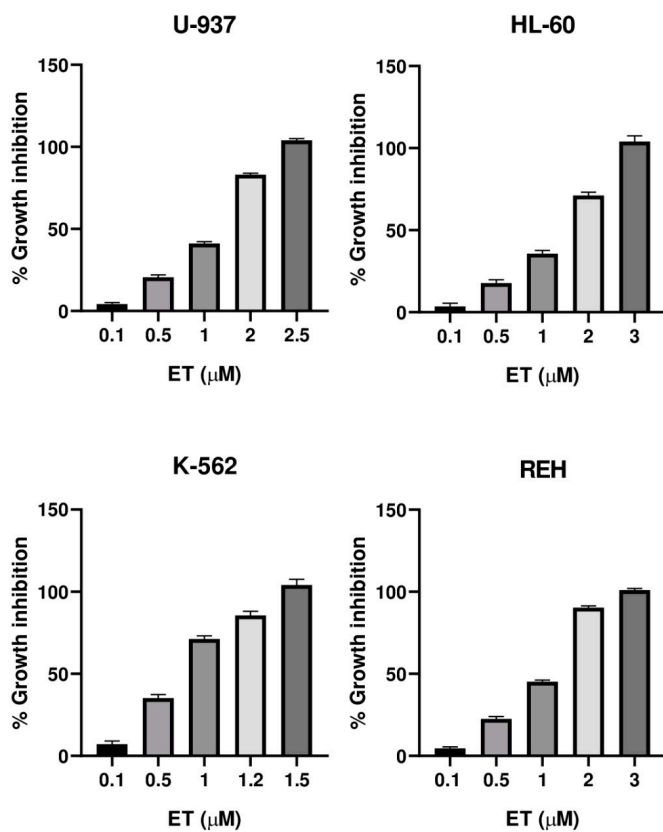 U-937
% Growth inhibition
150
100
50
0
0.1 0.5 1 2 2.5
ET (μM)
HL-60
% Growth inhibition
150
100
50
0
0.1 0.5 1 2 3
ET (μM)
K-562
% Growth inhibition
150
100
50
0
0.1 0.5 1 1.2 1.5
ET (μM)
REH
% Growth inhibition
150
100
50
0
0.1 0.5 1 2 3
ET (μM)